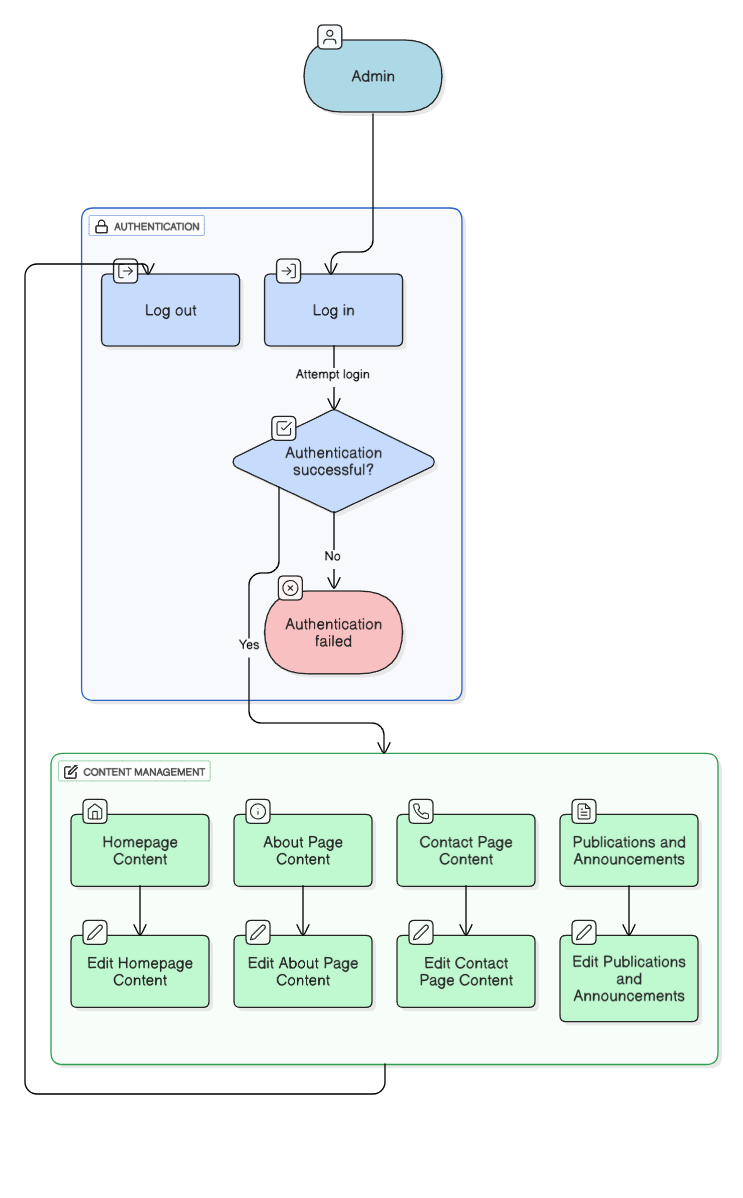 Admin
AUTHENTICATION
Log out
Log in
Attempt login
Authentication
successful?
No
Authentication
failed
Yes
CONTENT MANAGEMENT
Homepage
Content
About Page
Content
Contact Page
Content
Publications and
Announcements
Edit Homepage
Content
Edit About Page
Content
Edit Contact
Page Content
Edit Publications
and
Announcements